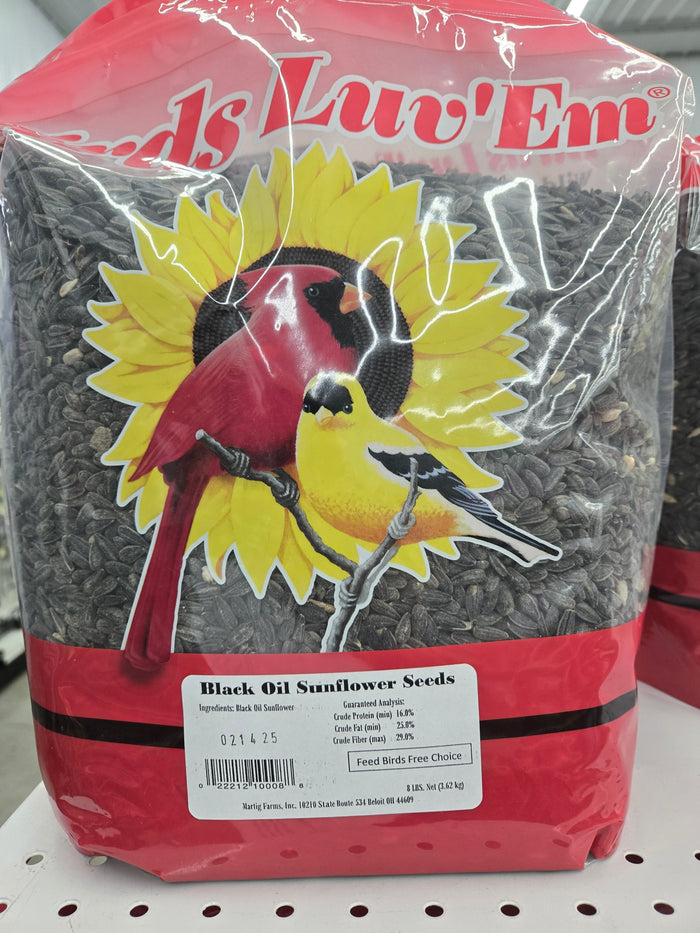 Birds Luv'Em®
Black Oil Sunflower Seeds
Ingredients: Black Oil Sunflower
Guaranteed Analysis:
Crude Protein (min) 16.0%
Crude Fat (min) 25.0%
Crude Fiber (max) 29.0%
021425
Feed Birds Free Choice
0 22212 10008 6
8 LBS. Net (3.62 kg)
Martig Farms, Inc, 10210 State Route 534 Beloit OH 44609